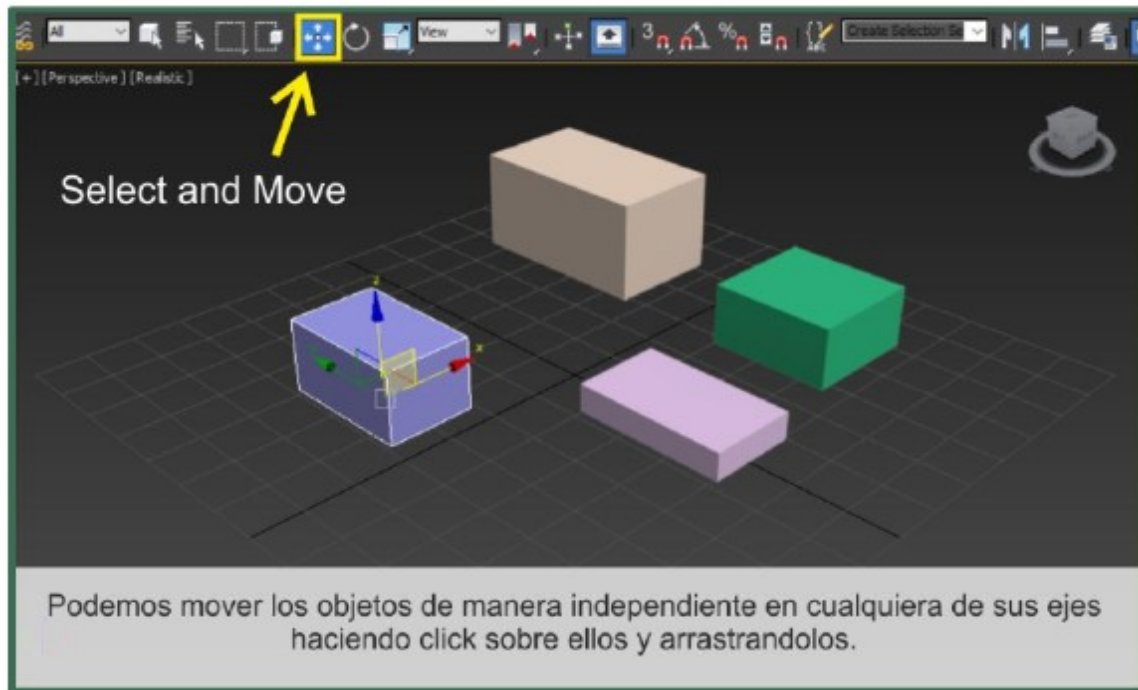 All
View
3
%
Create Selection Se
[+] [Perspective] [Realistic]
Select and Move
z
x
Podemos mover los objetos de manera independiente en cualquiera de sus ejes
haciendo click sobre ellos y arrastrandolos.